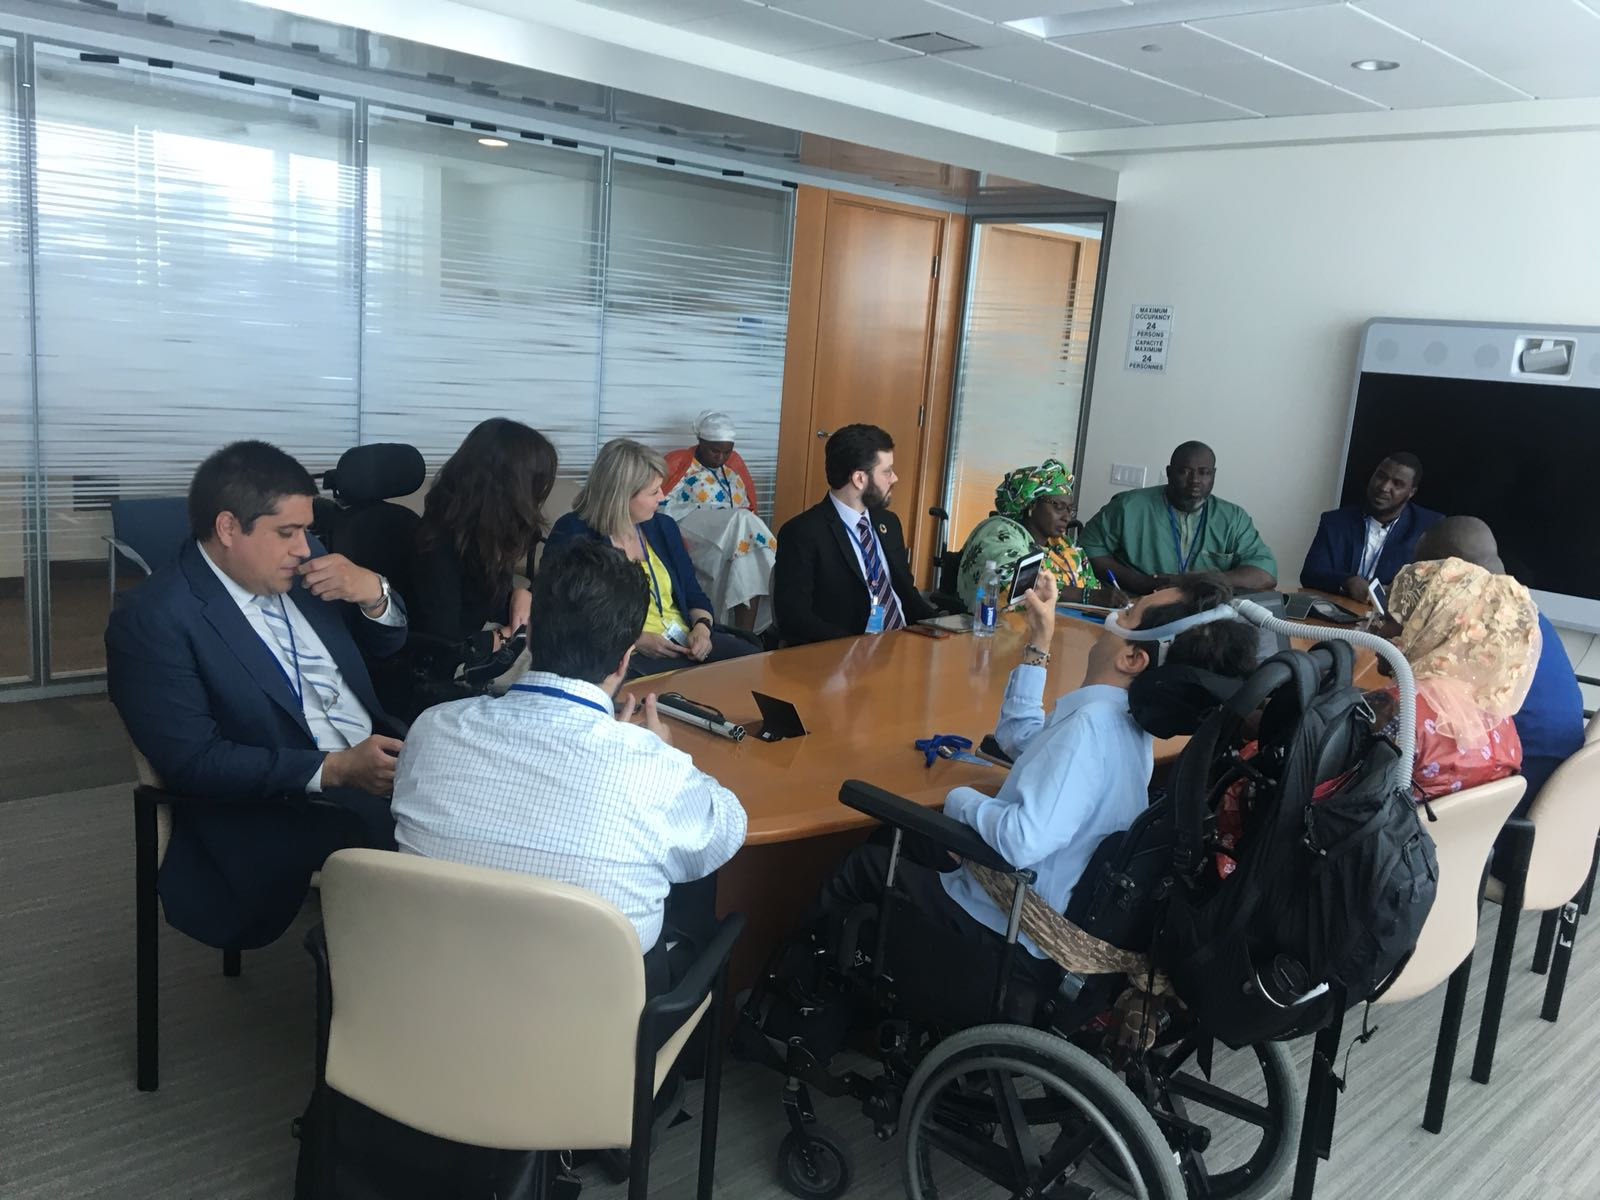 MAXIMUM
OCCUPANCY
24
PERSONS
CAPACITÉ
MAXIMUM
24
PERSONNES